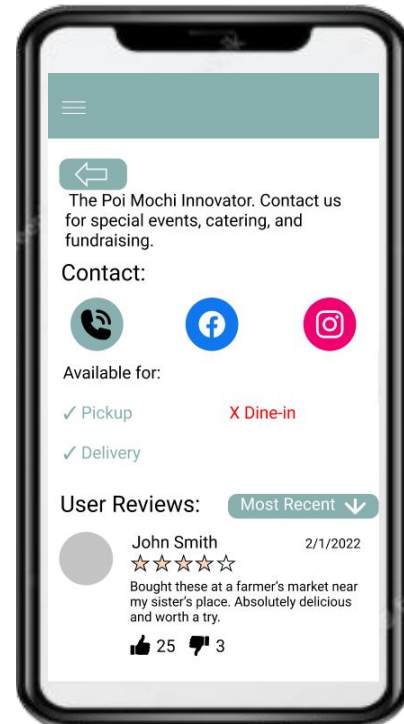 The Poi Mochi Innovator. Contact us
for special events, catering, and
fundraising.
Contact:
Available for:
✓ Pickup
X Dine-in
✓ Delivery
User Reviews:
Most Recent
John Smith
2/1/2022
Bought these at a farmer's market near
my sister's place. Absolutely delicious
and worth a try.
25
3